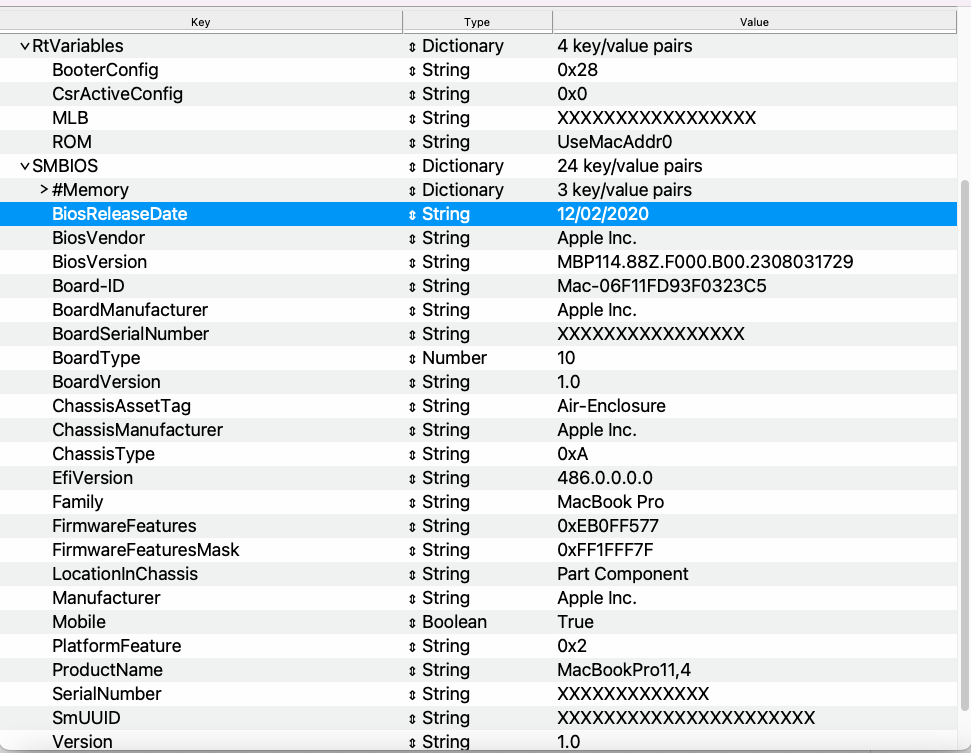 Key Type Value
RtVariables Dictionary 4 key/value pairs
BooterConfig String 0x28
CsrActiveConfig String 0x0
MLB String XXXXXXXXXXXXXXXXX
ROM String UseMacAddr0
SMBIOS Dictionary 24 key/value pairs
#Memory Dictionary 3 key/value pairs
BiosReleaseDate String 12/02/2020
BiosVendor String Apple Inc.
BiosVersion String MBP114.88Z.F000.B00.2308031729
Board-ID String Mac-06F11FD93F0323C5
BoardManufacturer String Apple Inc.
BoardSerialNumber String XXXXXXXXXXXXXXXX
BoardType Number 10
BoardVersion String 1.0
ChassisAssetTag String Air-Enclosure
ChassisManufacturer String Apple Inc.
ChassisType String 0xA
EfiVersion String 486.0.0.0.0
Family String MacBook Pro
FirmwareFeatures String 0xEB0FF577
FirmwareFeaturesMask String 0xFF1FFF7F
LocationInChassis String Part Component
Manufacturer String Apple Inc.
Mobile Boolean True
PlatformFeature String 0x2
ProductName String MacBookPro11,4
SerialNumber String XXXXXXXXXXXXX
SmUUID String XXXXXXXXXXXXXXXXXXXXXX
Version String 1.0